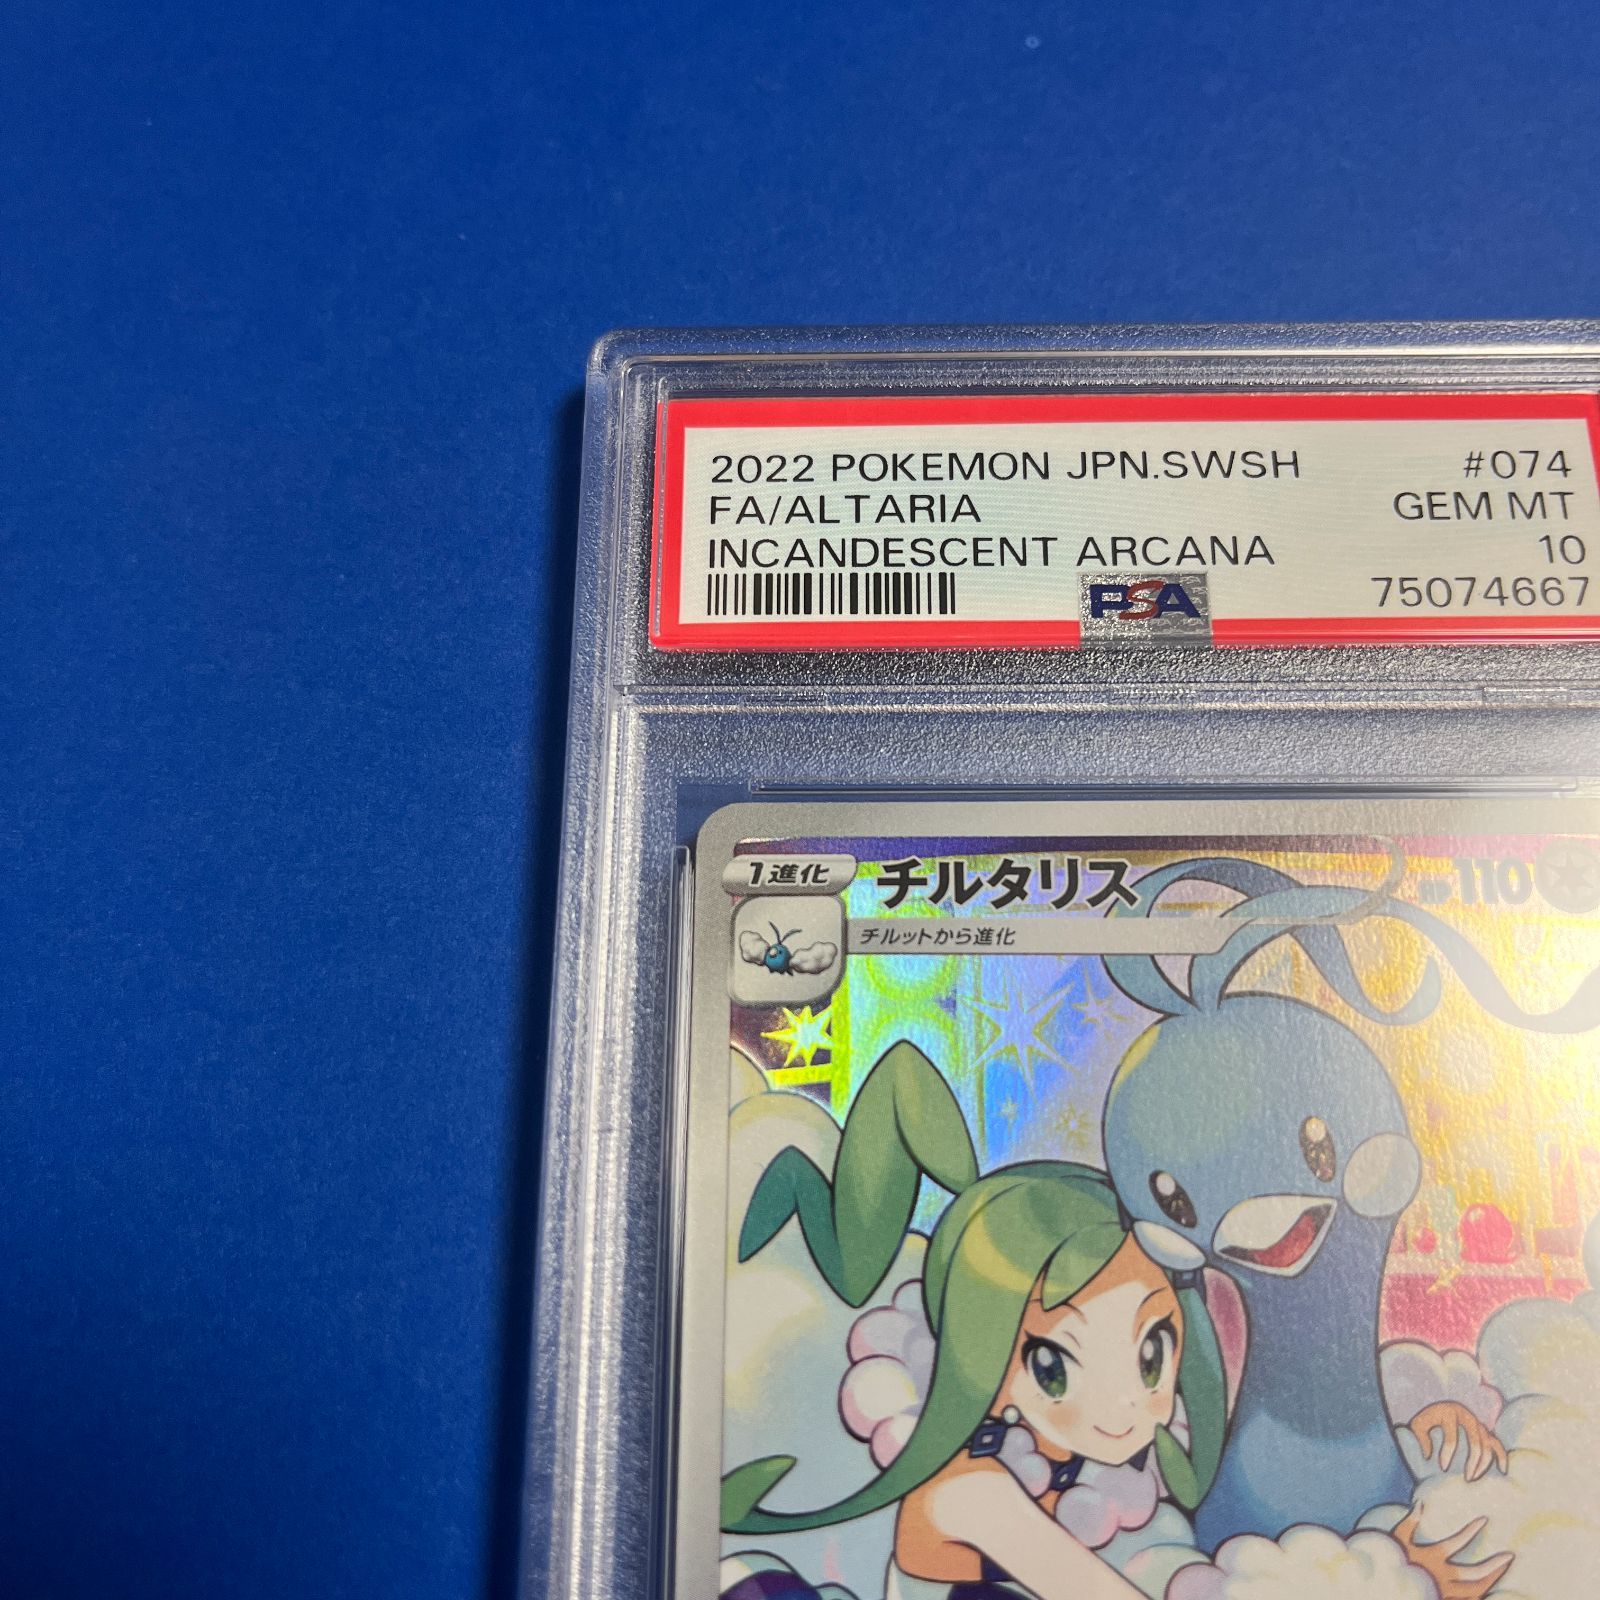 2022 POKEMON JPN.SWSH #074
FA/ALTARIA GEM MT
INCANDESCENT ARCANA 10
PSA 75074667
1進化 チルタリス HP 110
チルットから進化